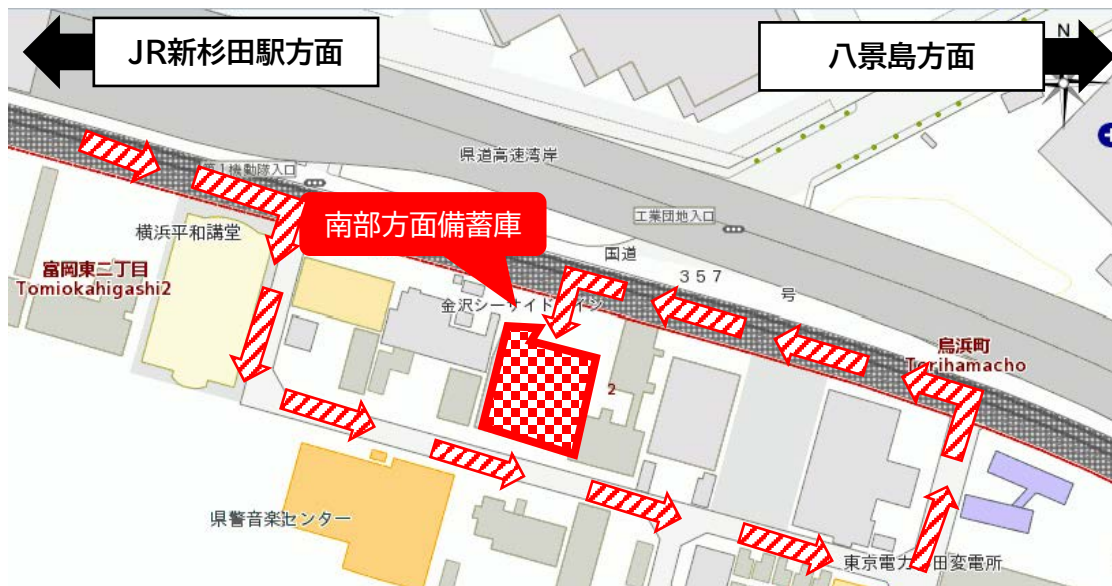 JR新杉田駅方面
八景島方面
N
県道高速湾岸
第1機動隊入口
工業団地入口
南部方面備蓄庫
横浜平和講堂
国道
357
号
富岡東二丁目
Tomiokahigashi2
金沢シーサイドライン
鳥浜町
Torihamacho
2
県警音楽センター
東京電力
田変電所